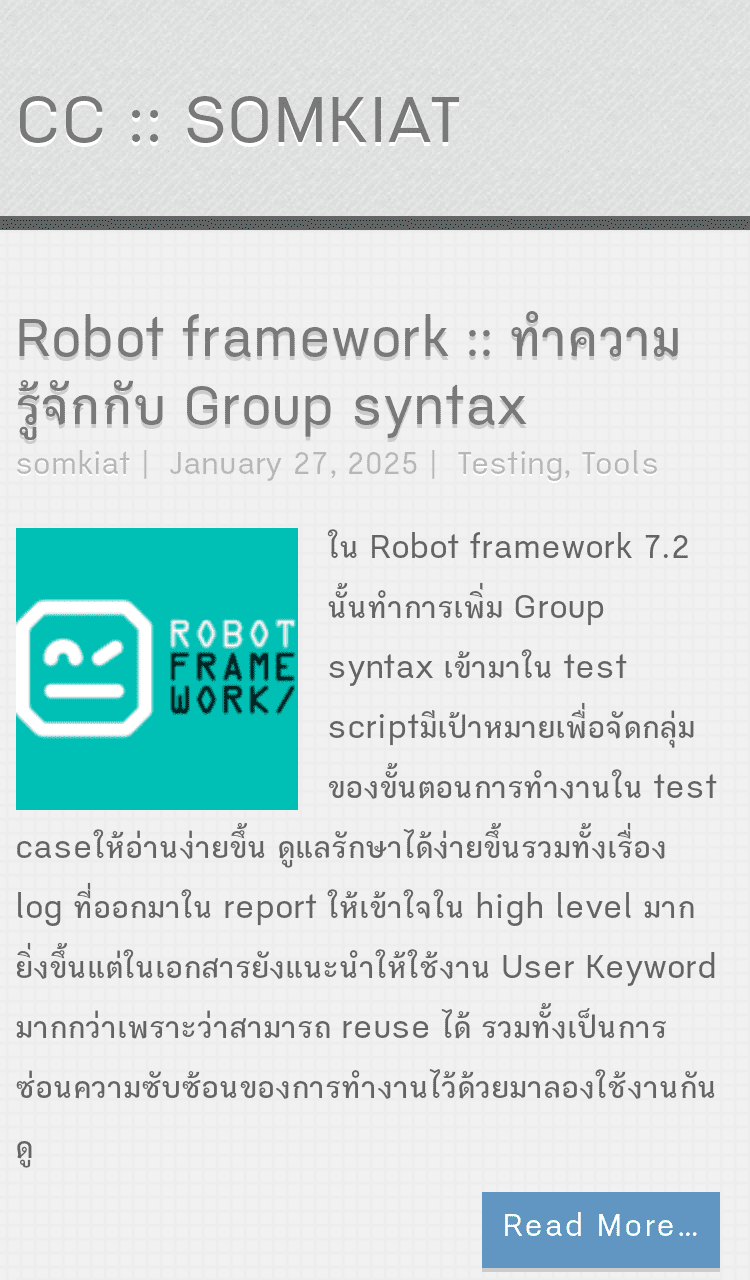 CC :: SOMKIAT
Robot framework :: ทำความ
รู้จักกับ Group syntax
somkiat | January 27, 2025 | Testing, Tools
ROBOT
FRAME
WORK/
ใน Robot framework 7.2
นั้นทำการเพิ่ม Group
syntax เข้ามาใน test
scriptมีเป้าหมายเพื่อจัดกลุ่ม
ของขั้นตอนการทำงานใน test
caseให้อ่านง่ายขึ้น ดูแลรักษาได้ง่ายขึ้นรวมทั้งเรื่อง
log ที่ออกมาใน report ให้เข้าใจใน high level มาก
ยิ่งขึ้นแต่ในเอกสารยังแนะนำให้ใช้งาน User Keyword
มากกว่าเพราะว่าสามารถ reuse ได้ รวมทั้งเป็นการ
ซ่อนความซับซ้อนของการทำงานไว้ด้วยมาลองใช้งานกัน
ดู
Read More...